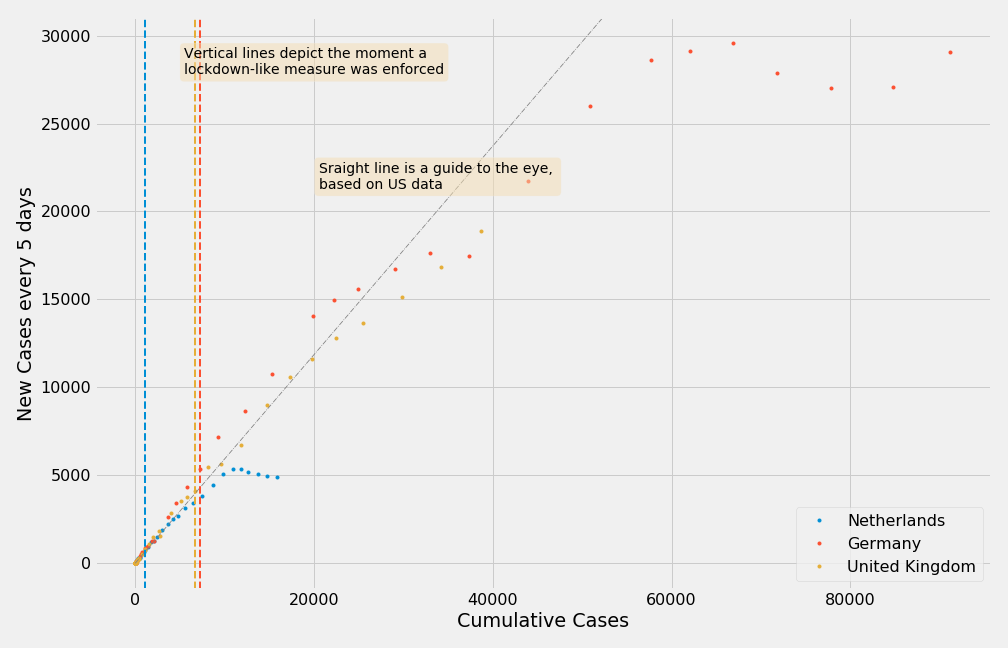 Vertical lines depict the moment a
lockdown-like measure was enforced
Sraight line is a guide to the eye,
based on US data
New Cases every 5 days
30000
25000
20000
15000
10000
5000
0
0
20000
40000
60000
80000
Cumulative Cases
Netherlands
Germany
United Kingdom